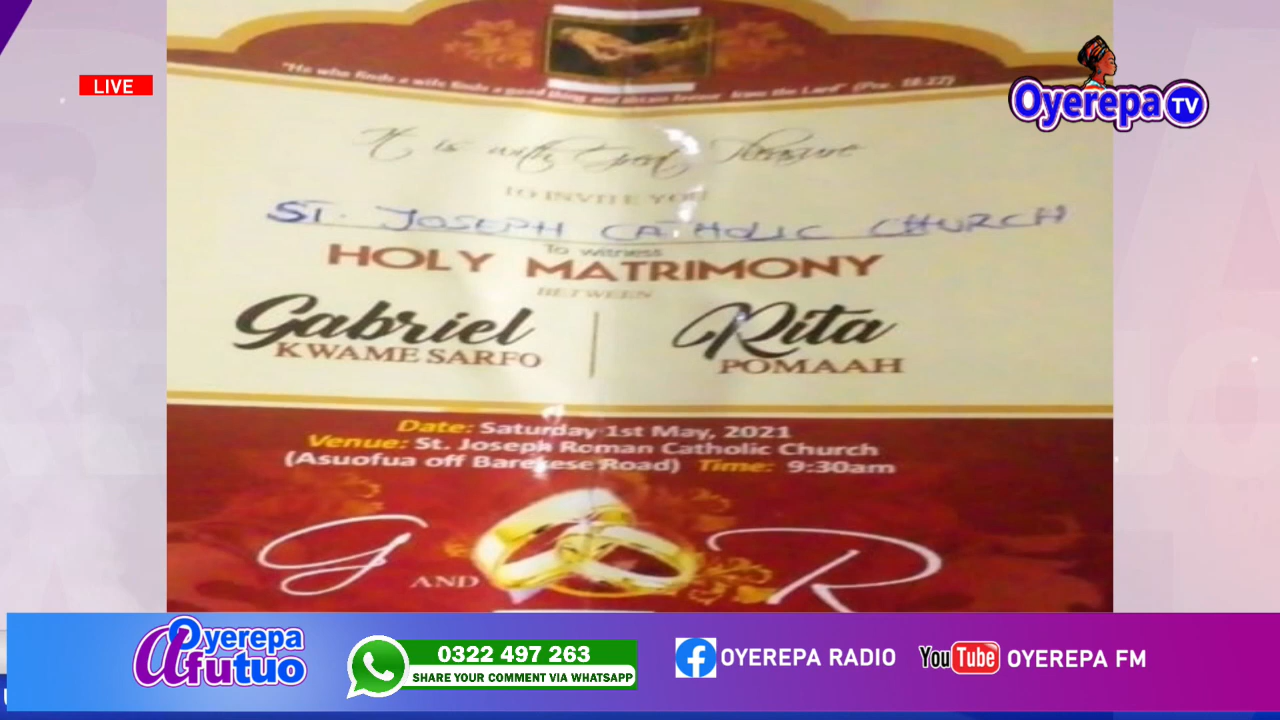 LIVE
Oyerepa TV
"He who finds a wife finds a good thing and obtain favour from the Lord" (Pro. 18:22)
It is with Great Pleasure
TO INVITE YOU
ST. JOSEPH CATHOLIC CHURCH
To witness
HOLY MATRIMONY
BETWEEN
Gabriel
KWAME SARFO
Rita
POMAAH
Date: Saturday 1st May, 2021
Venue: St. Joseph Roman Catholic Church
(Asuofua off Barekese Road) Time: 9:30am
G AND R
Oyerepa
afutuo
0322 497 263
SHARE YOUR COMMENT VIA WHATSAPP
OYEREPA RADIO
YouTube OYEREPA FM